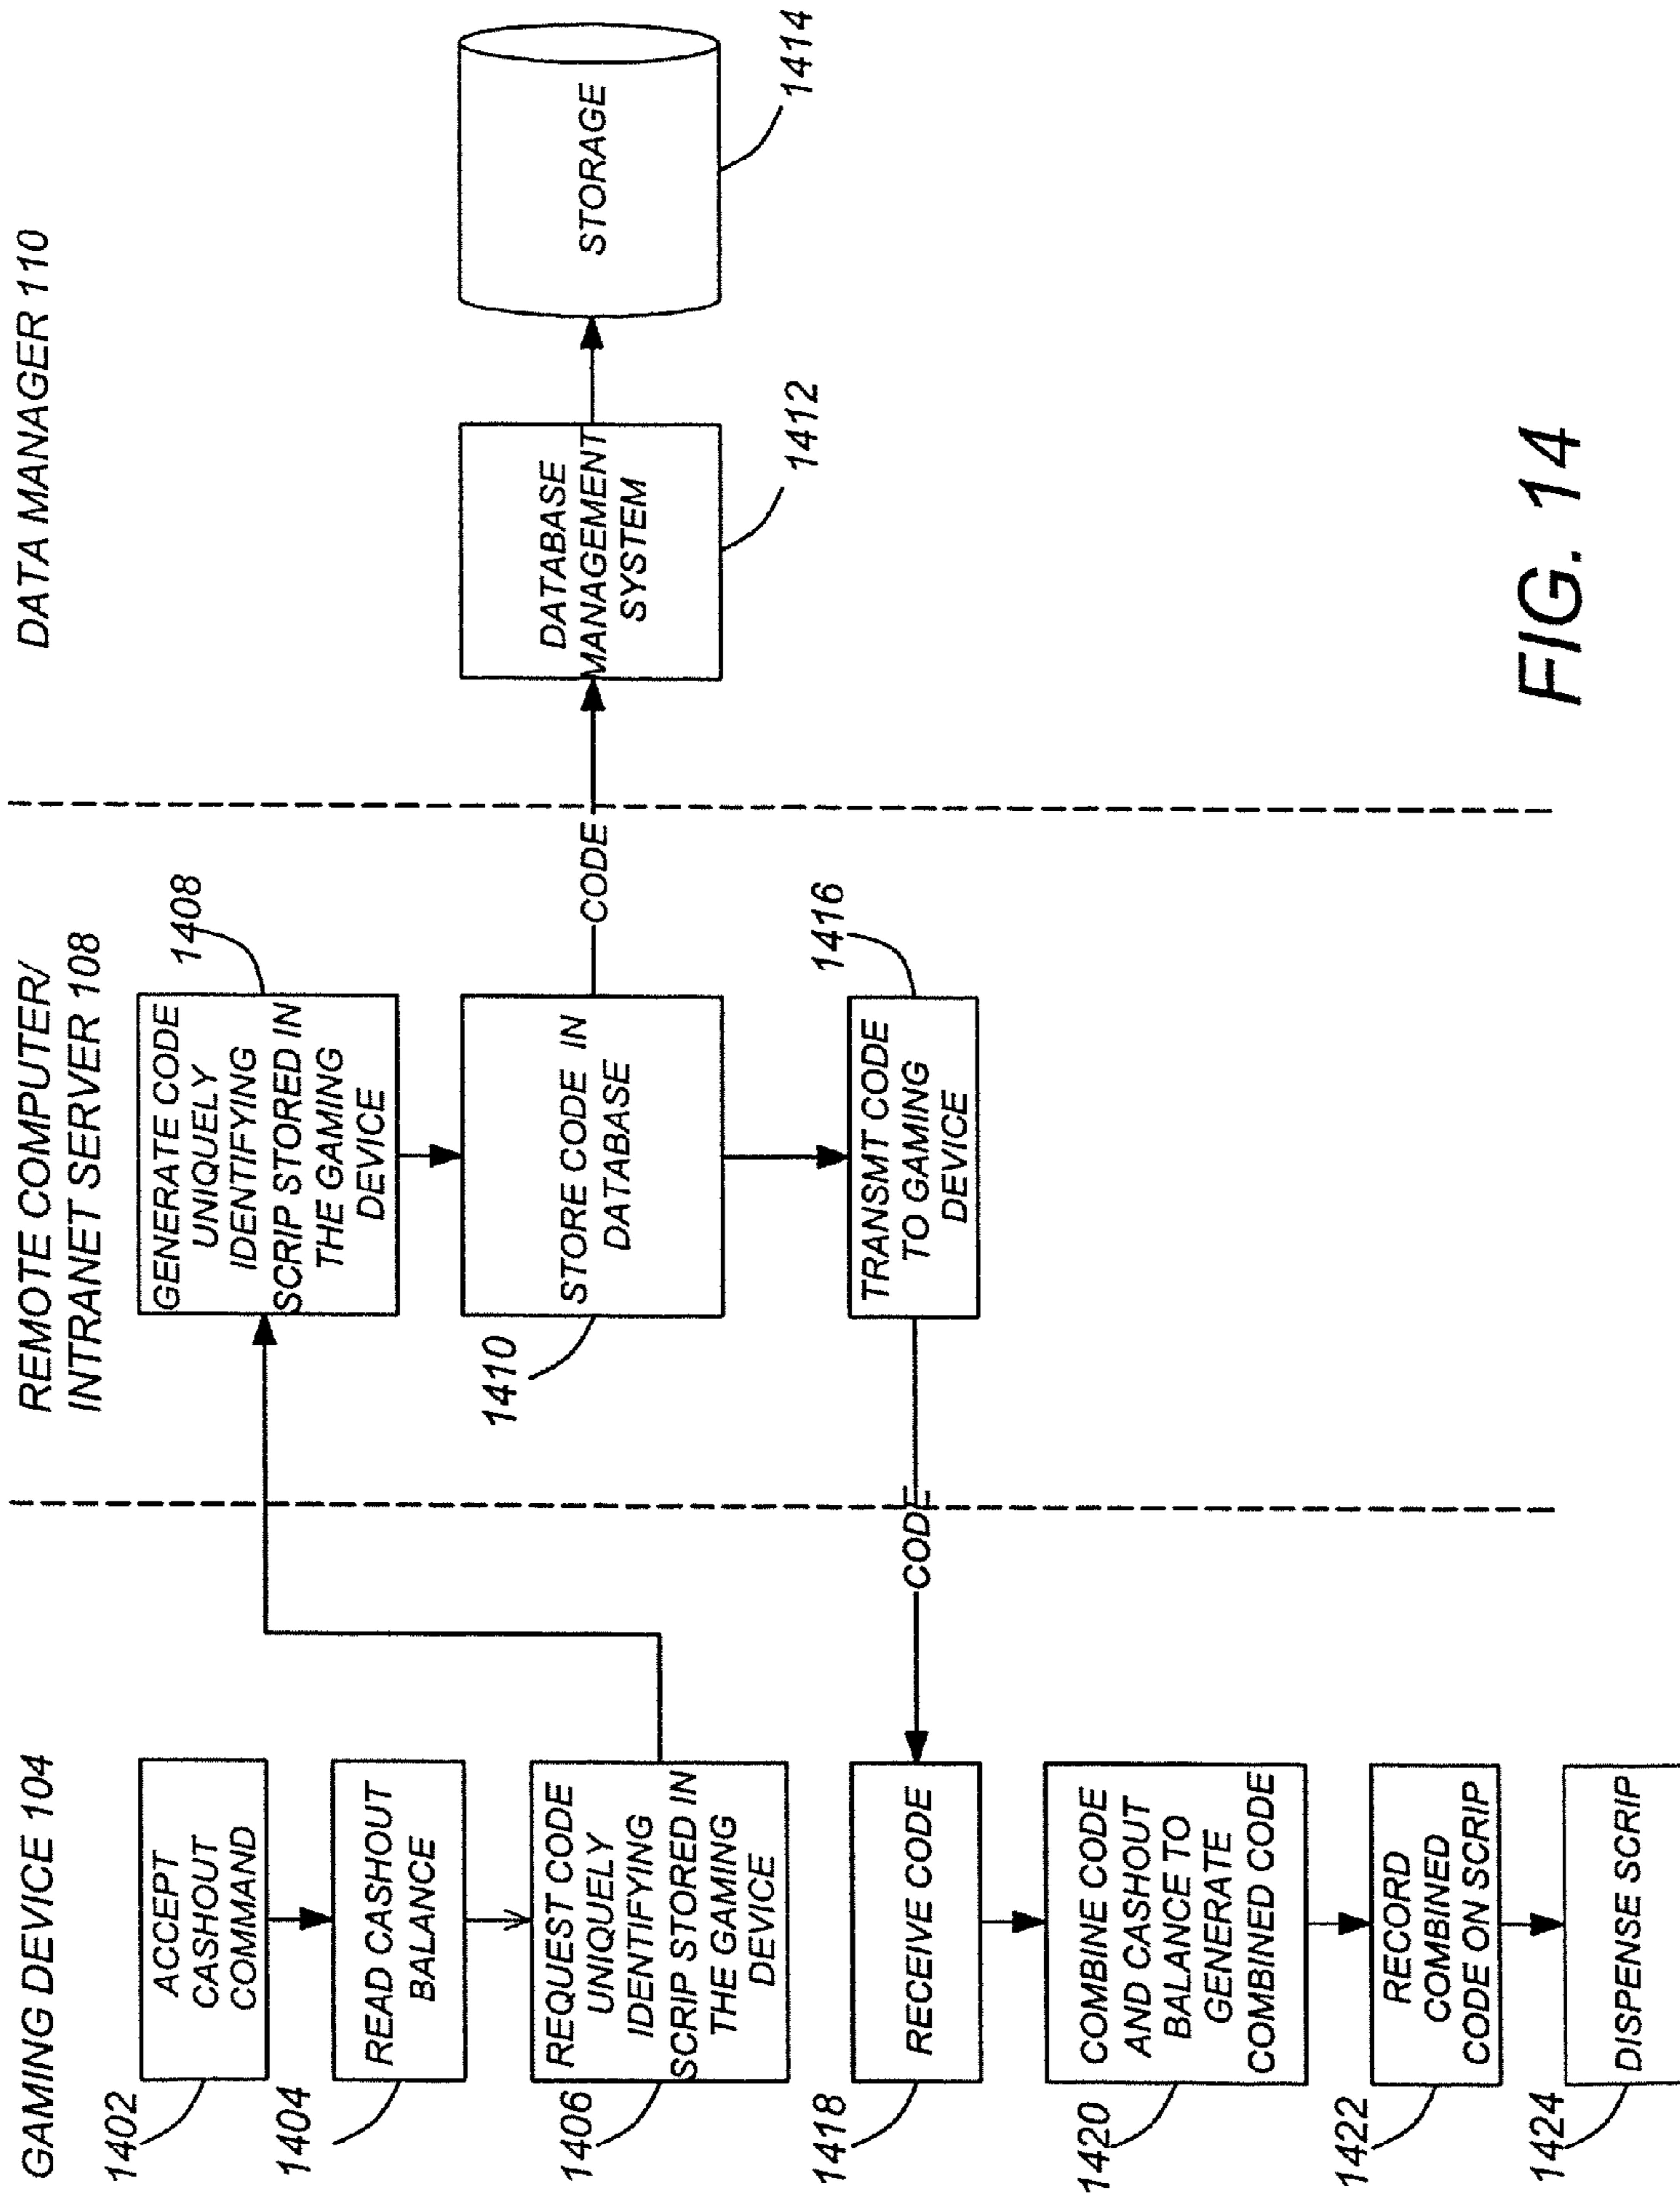 GAMING DEVICE 104
1402
ACCEPT
CASHOUT
COMMAND
1404
READ CASHOUT
BALANCE
1406
REQUEST CODE
UNIQUELY
IDENTIFYING
SCRIP STORED IN
THE GAMING
DEVICE
1418
RECEIVE CODE
1420
COMBINE CODE
AND CASHOUT
BALANCE TO
GENERATE
COMBINED CODE
1422
RECORD
COMBINED
CODE ON SCRIP
1424
DISPENSE SCRIP
REMOTE COMPUTER/
INTRANET SERVER 108
1408
GENERATE CODE
UNIQUELY
IDENTIFYING
SCRIP STORED IN
THE GAMING
DEVICE
1410
STORE CODE IN
DATABASE
1416
TRANSMT CODE
TO GAMING
DEVICE
CODE
CODE
DATA MANAGER 110
DATABASE
MANAGEMENT
SYSTEM
1412
STORAGE
1414
FIG. 14